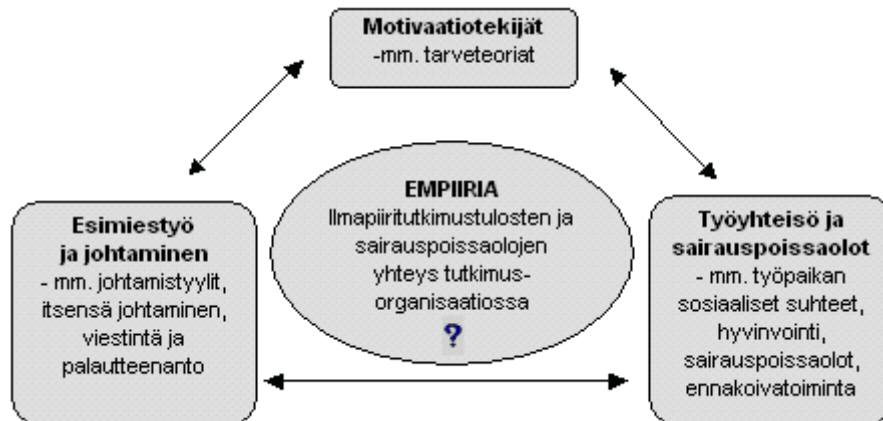 Motivaatiotekijät
-mm. tarveteoriat
EMPIIRIA
Ilmapiiritutkimustulosten ja
sairauspoissaolojen
yhteys tutkimus-
organisaatiossa
?
Esimiestyö
ja johtaminen
- mm. johtamistyylit,
itsensä johtaminen,
viestintä ja
palautteenanto
Työyhteisö ja
sairauspoissaolot
- mm. työpaikan
sosiaaliset suhteet,
hyvinvointi,
sairauspoissaolot,
ennakoivatoiminta